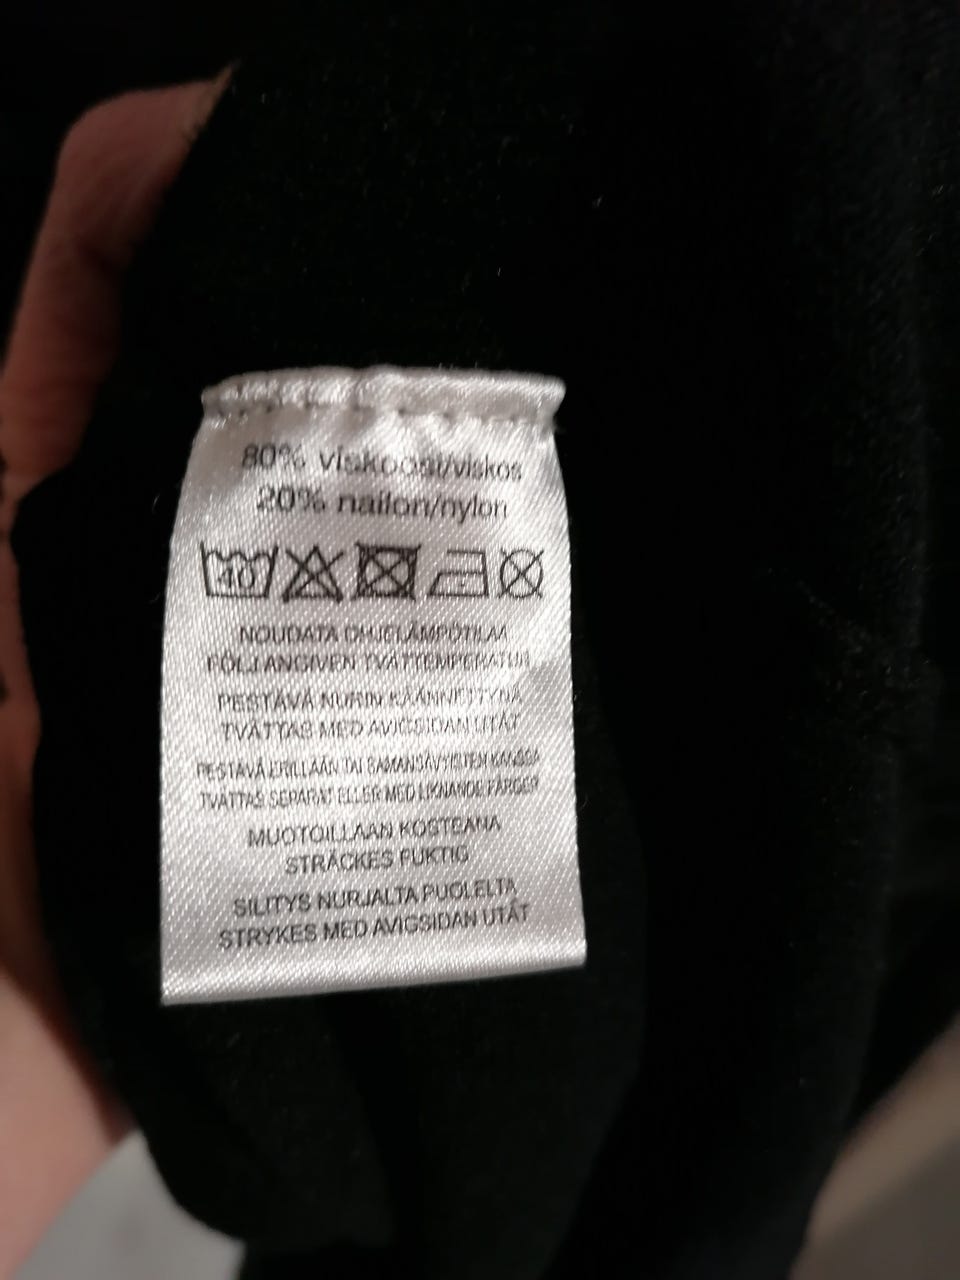 80% viskoosi/viskos
20% nailon/nylon
40
NOUDATA OHJELÄMPÖTILAA
FÖLJ ANGIVEN TVÄTTEMPERATUR
PESTÄVÄ NURIN KÄÄNNETTYNÄ
TVÄTTAS MED AVIGSIDAN UTÅT
PESTÄVÄ ERILLÄÄN TAI SAMANSÄVYISTEN KANSSA
TVÄTTAS SEPARAT ELLER MED LIKNANDE FÄRGER
MUOTOILLAAN KOSTEANA
STRÄCKES FUKTIG
SILITYS NURJALTA PUOLELTA
STRYKES MED AVIGSIDAN UTÅT